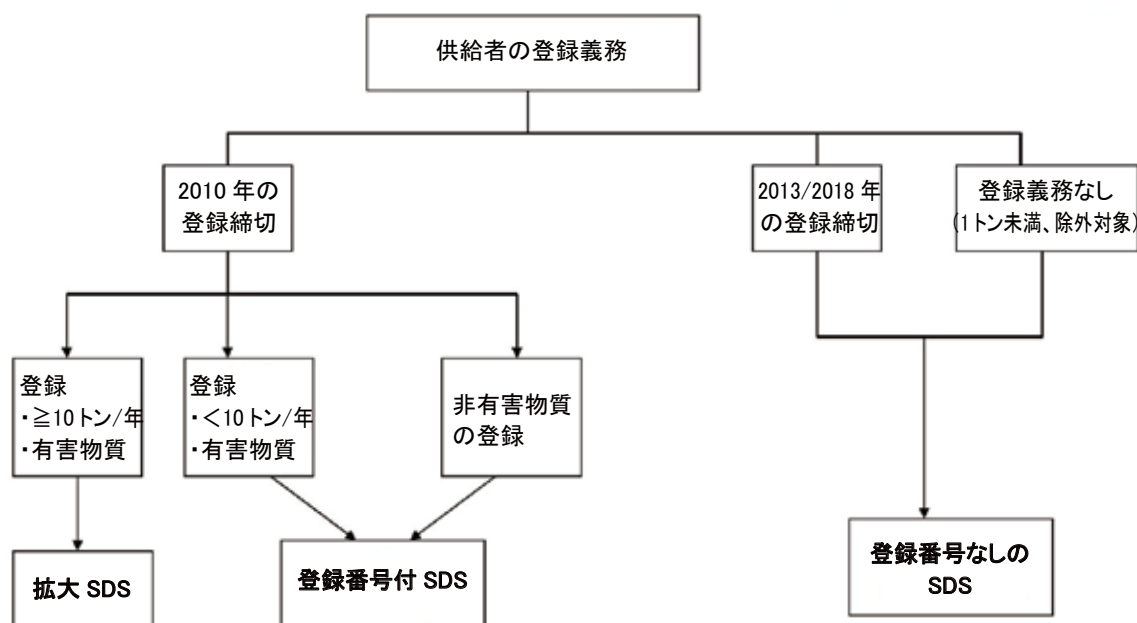 供給者の登録義務
2010 年の
登録締切
2013/2018 年
の登録締切
登録義務なし
(1トン未満、除外対象)
登録
・≧10トン/年
・有害物質
登録
・<10トン/年
・有害物質
非有害物質
の登録
拡大 SDS
登録番号付 SDS
登録番号なしの
SDS